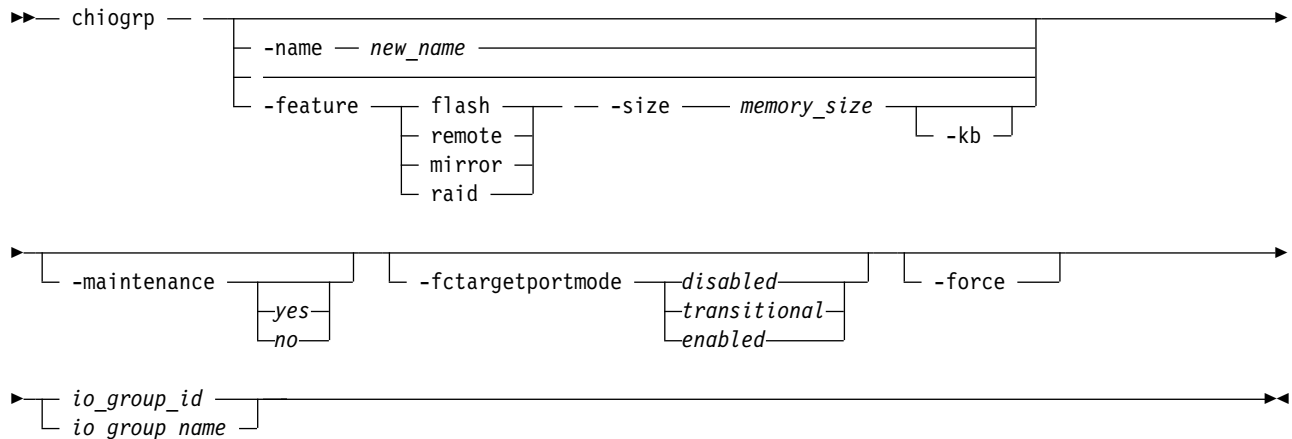 chiogrp
-name new_name
-feature flash -size memory_size
remote -kb
mirror
raid
-maintenance -fctargetportmode disabled -force
yes transitional
no enabled
io_group_id
io_group_name